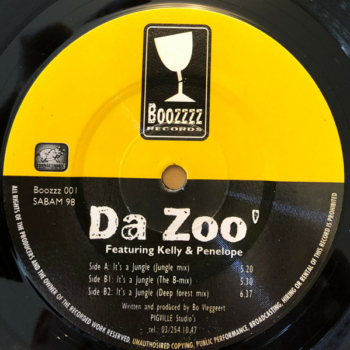 Boozzzz
RECORDS
Boozzz 001
SABAM 98
Da Zoo'
Featuring Kelly & Penelope
Side A: It's a Jungle (Jungle mix) 5.20
Side B1: It's a Jungle (The B-mix) 5.30
Side B2: It's a Jungle (Deep forest mix) 6.37
Written and produced by Bo Vleggeert
PIGVILLE Studio's
tel.: 03/254.18.47
ALL RIGHTS OF THE PRODUCERS AND THE OWNER OF THE RECORDED WORK RESERVED. UNAUTHOSIRED COPYING, PUBLIC PERFORMANCE, BROADCASTING, HIRING OR RENTAL OF THIS RECORD IS PROHIBITED